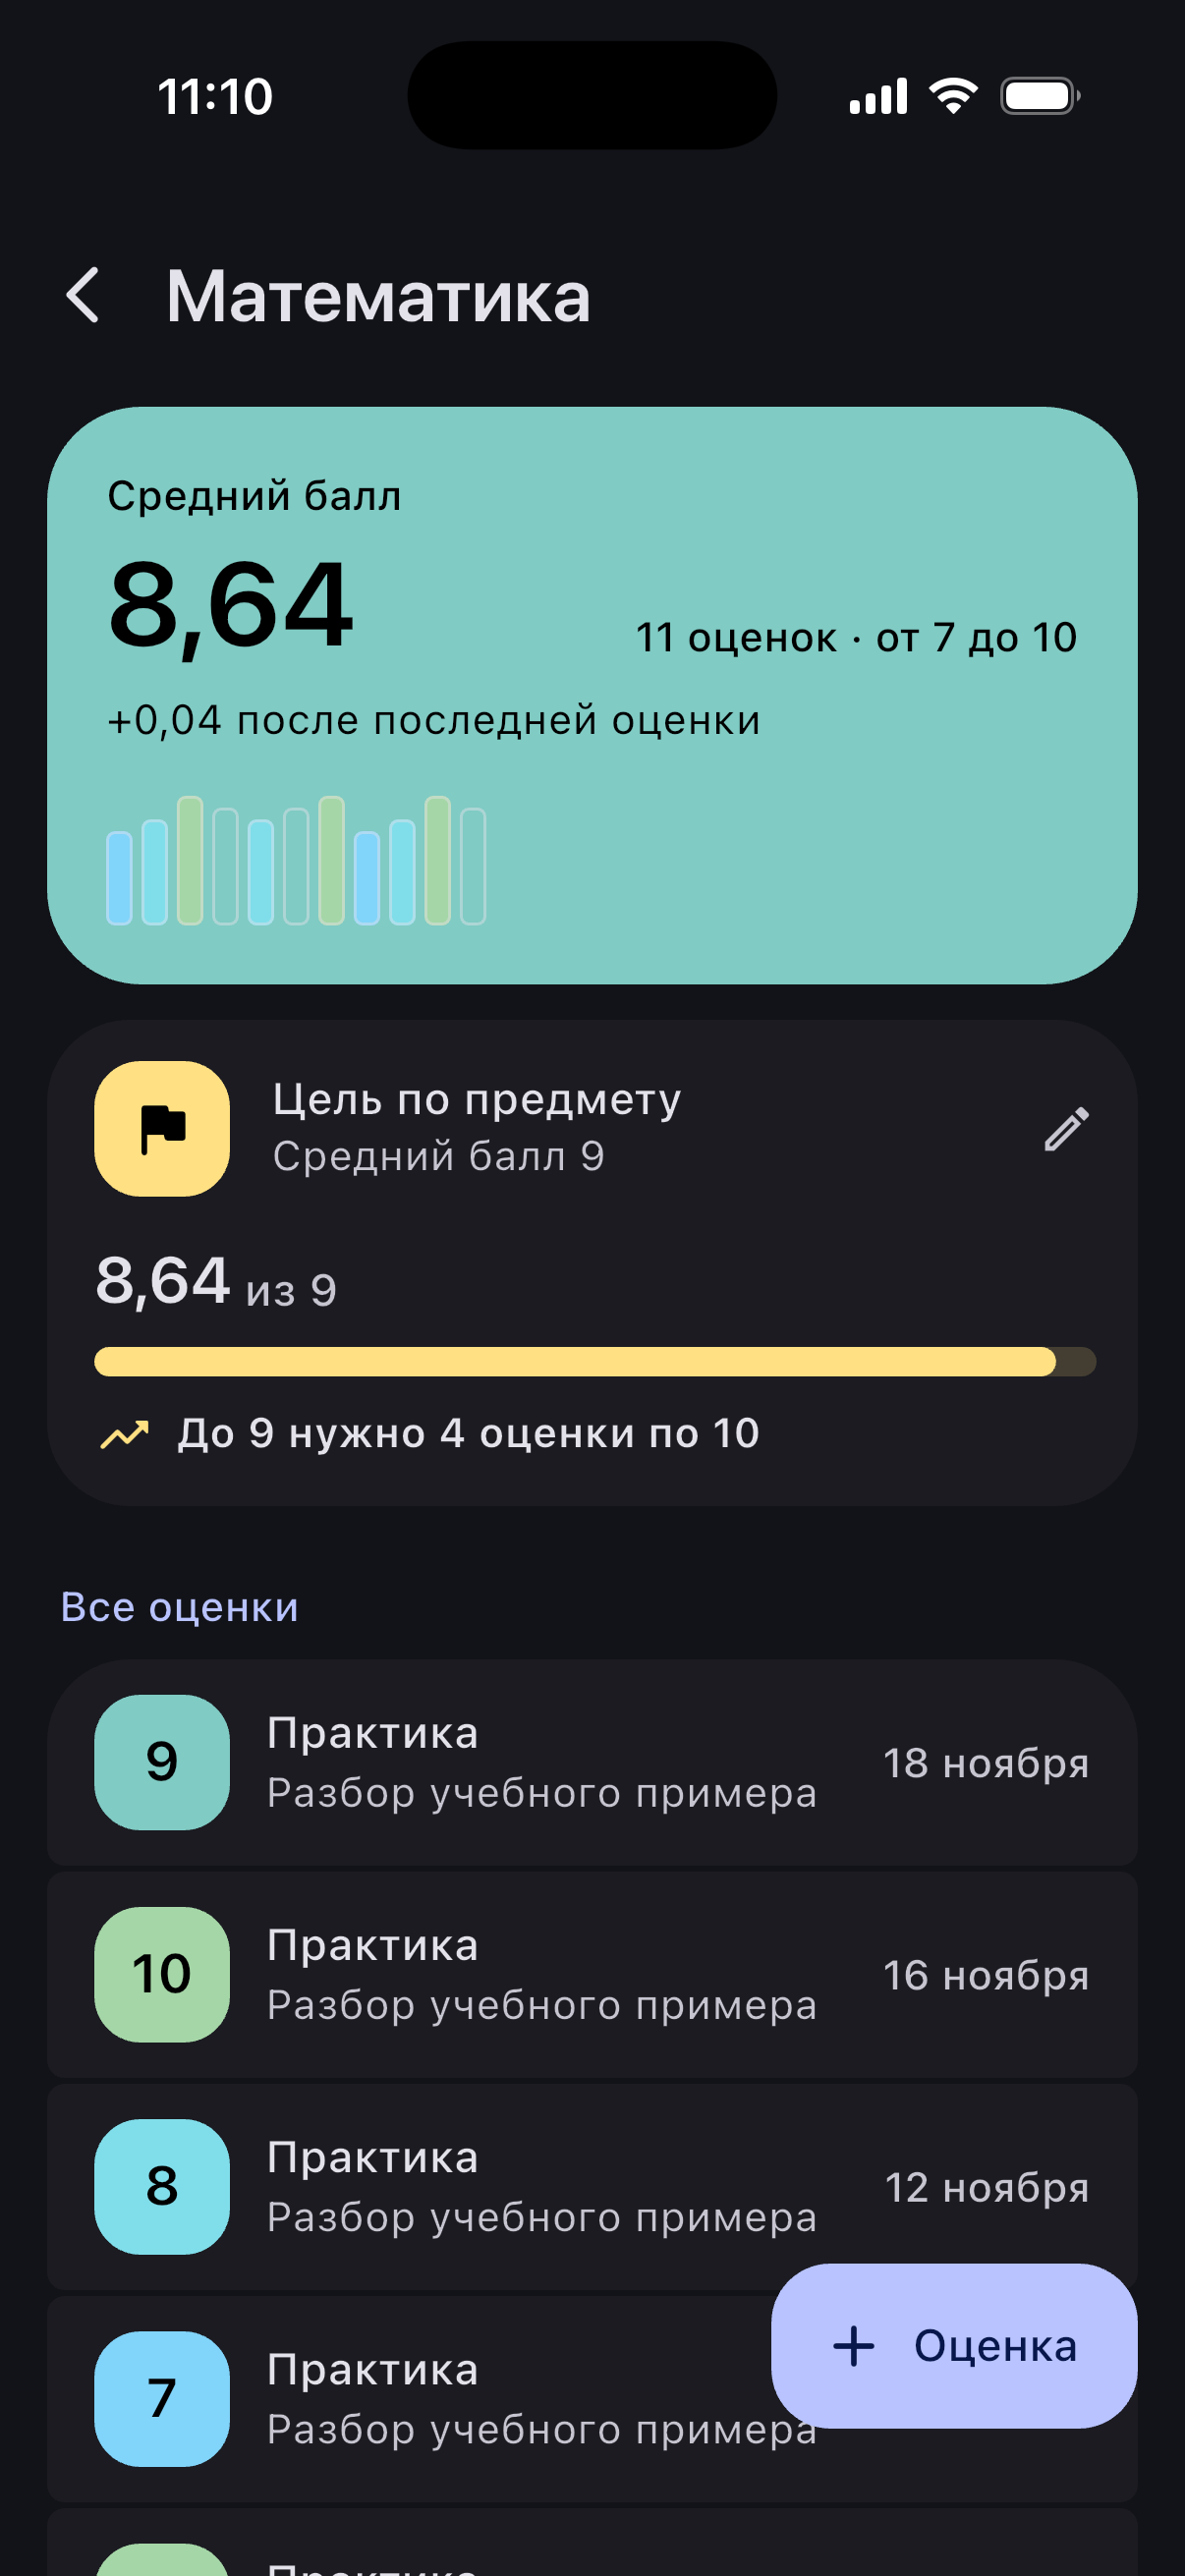 11:10
Математика
Средний балл
8,64
11 оценок · от 7 до 10
+0,04 после последней оценки
Цель по предмету
Средний балл 9
8,64 из 9
До 9 нужно 4 оценки по 10
Все оценки
9
Практика
Разбор учебного примера
18 ноября
10
Практика
Разбор учебного примера
16 ноября
8
Практика
Разбор учебного примера
12 ноября
7
Практика
Разбор учебного примера
Оценка
Практика